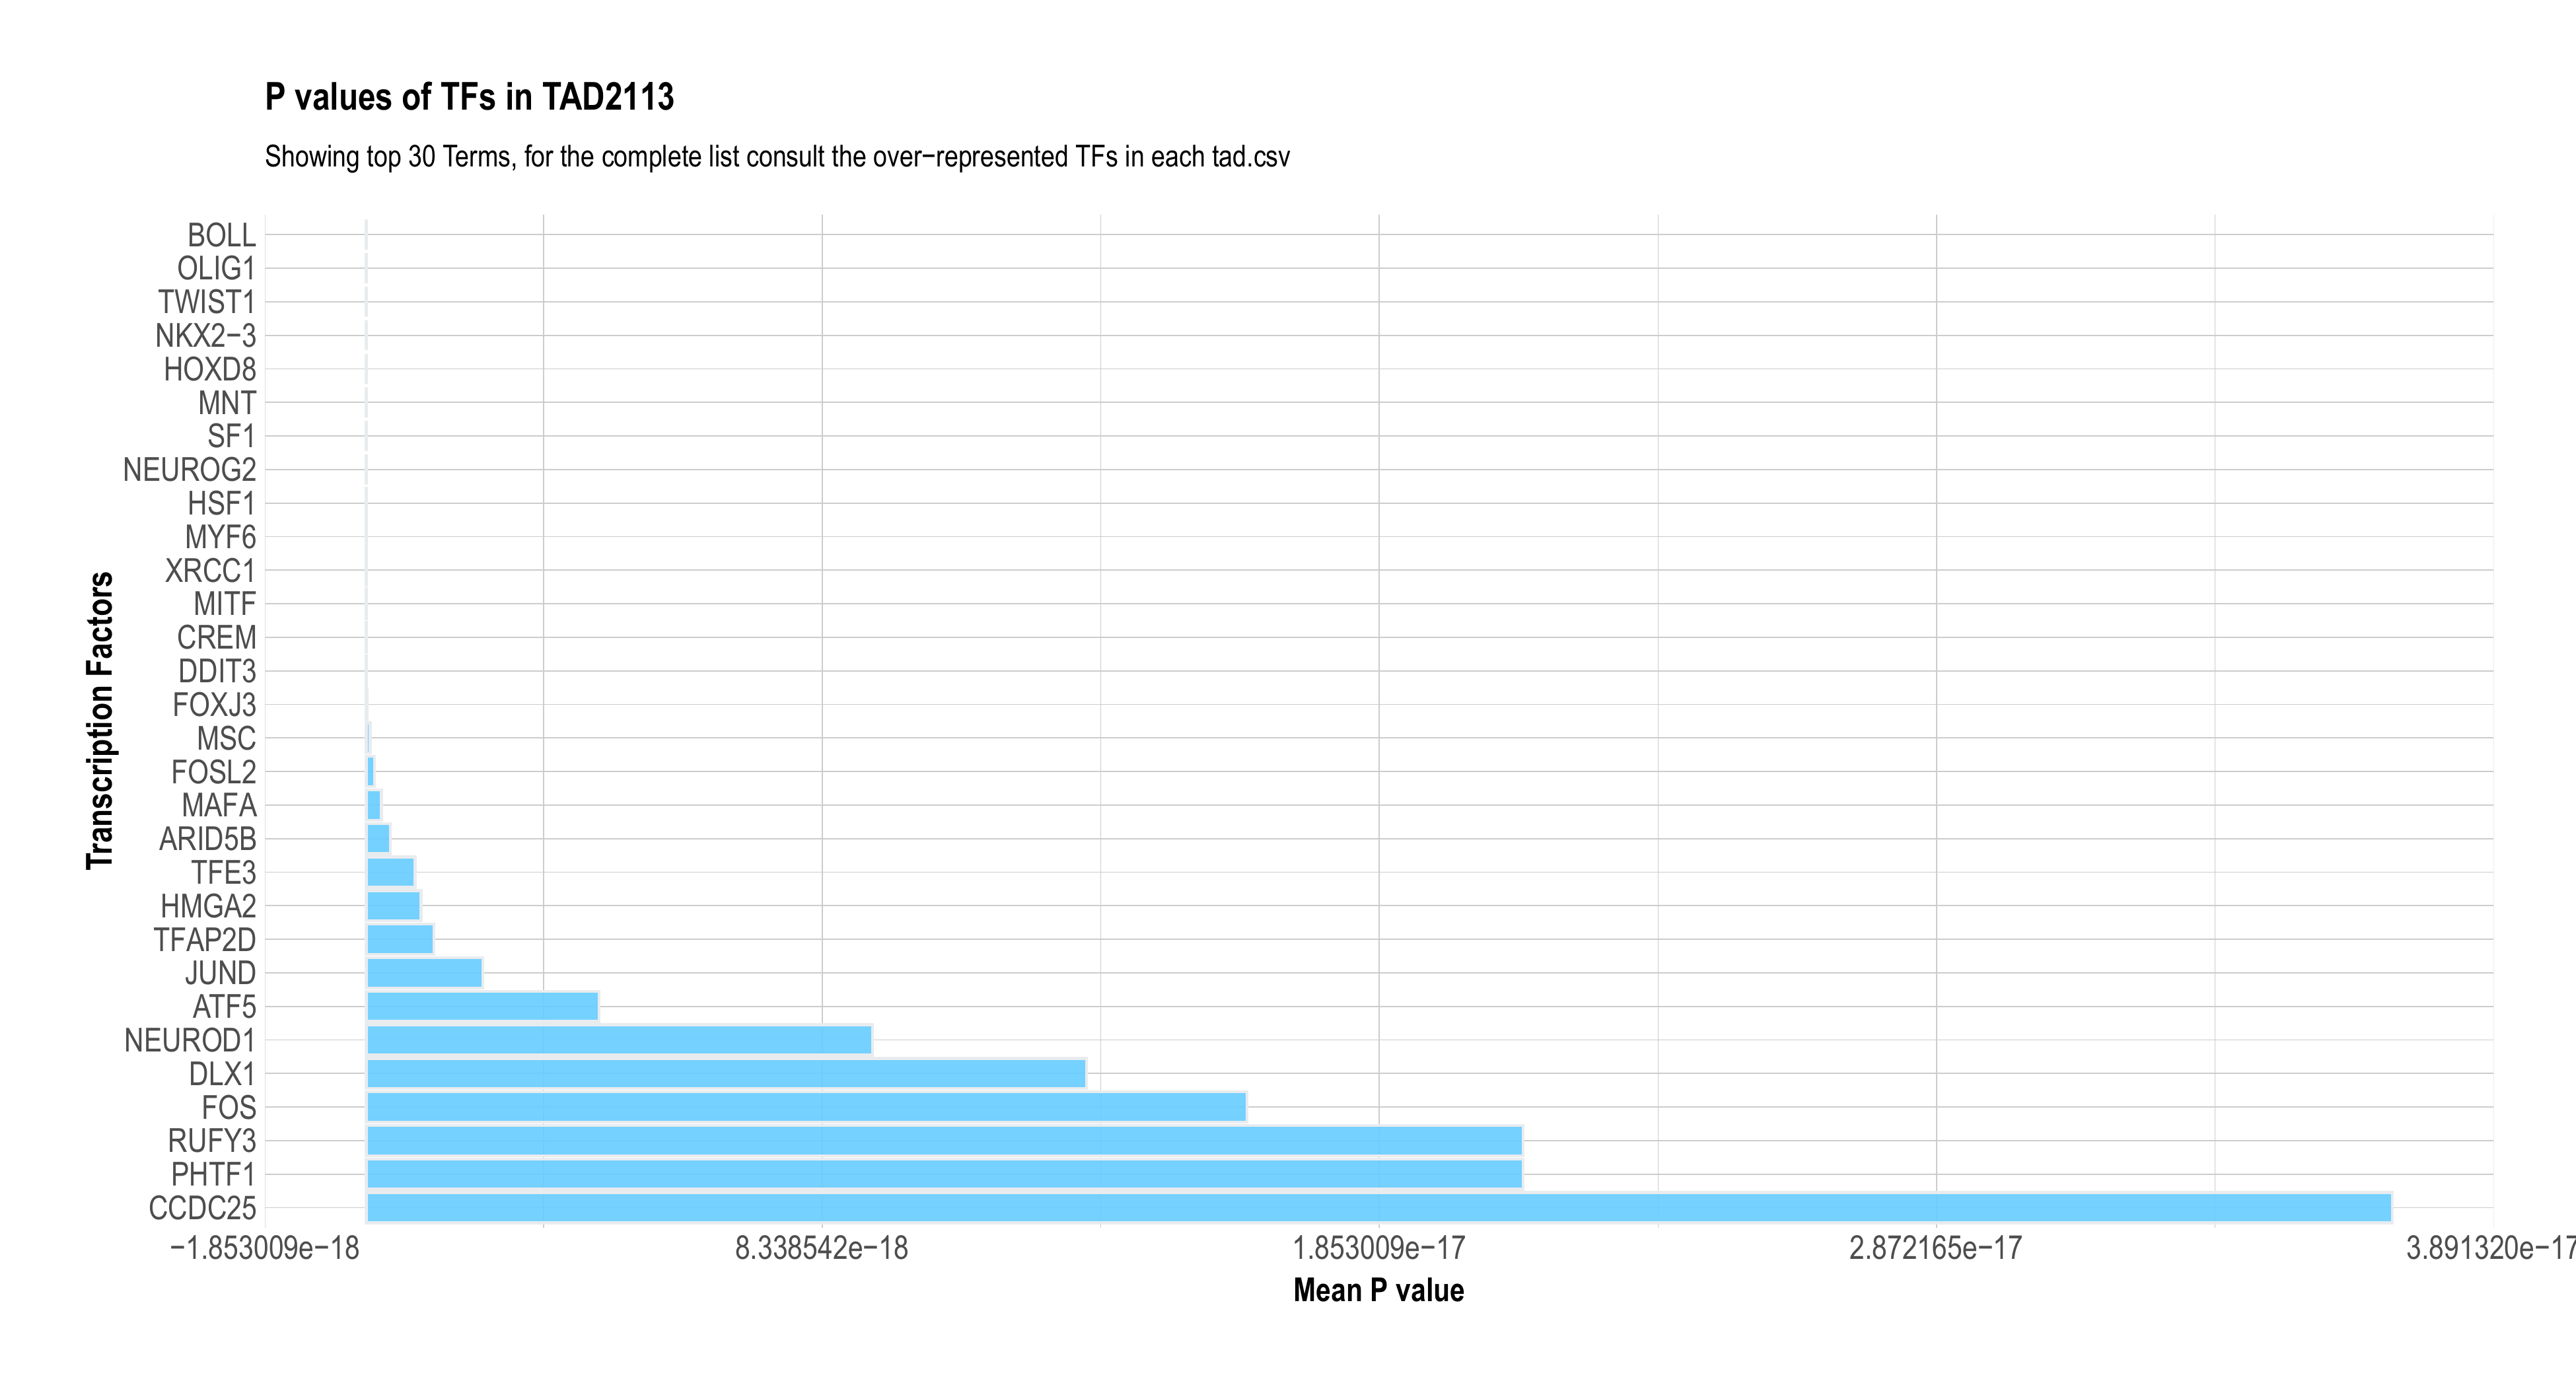 P values of TFs in TAD2113
Showing top 30 Terms, for the complete list consult the over−represented TFs in each tad.csv
Transcription Factors
BOLL
OLIG1
TWIST1
NKX2−3
HOXD8
MNT
SF1
NEUROG2
HSF1
MYF6
XRCC1
MITF
CREM
DDIT3
FOXJ3
MSC
FOSL2
MAFA
ARID5B
TFE3
HMGA2
TFAP2D
JUND
ATF5
NEUROD1
DLX1
FOS
RUFY3
PHTF1
CCDC25
−1.853009e−18 8.338542e−18 1.853009e−17 2.872165e−17 3.891320e−17
Mean P value